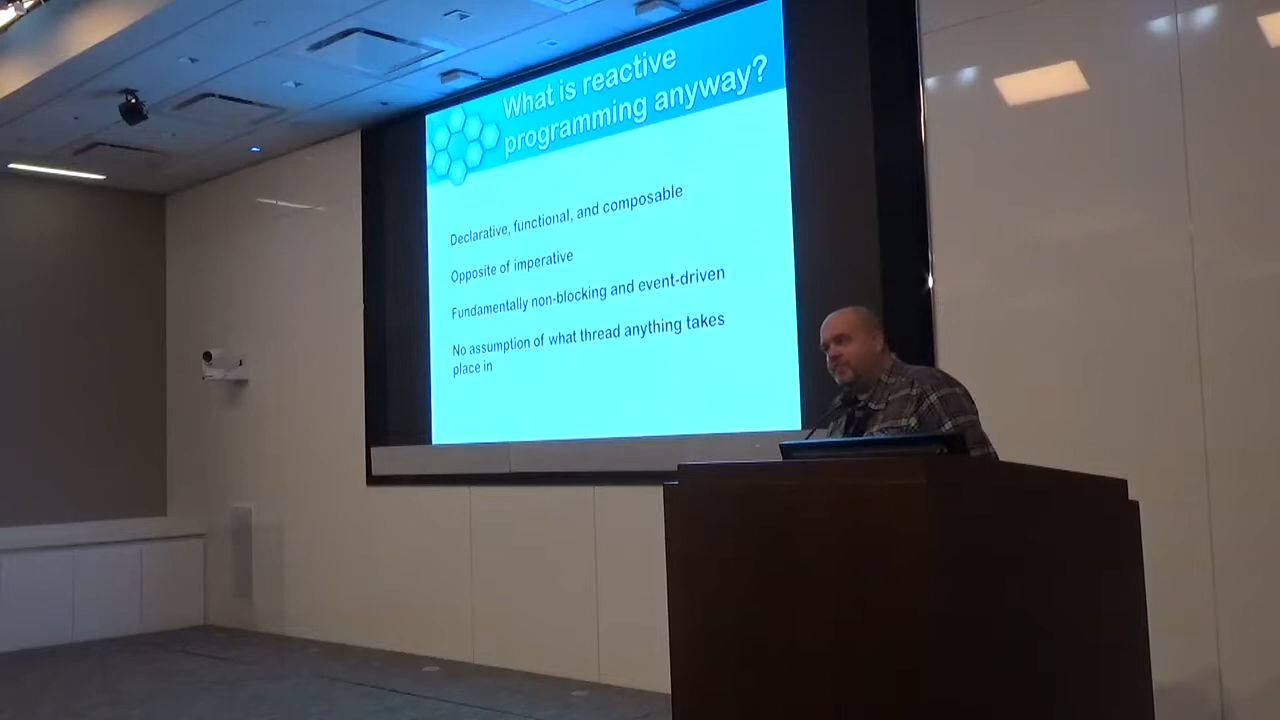 What is reactive
programming anyway?
Declarative, functional, and composable
Opposite of imperative
Fundamentally non-blocking and event-driven
No assumption of what thread anything takes
place in